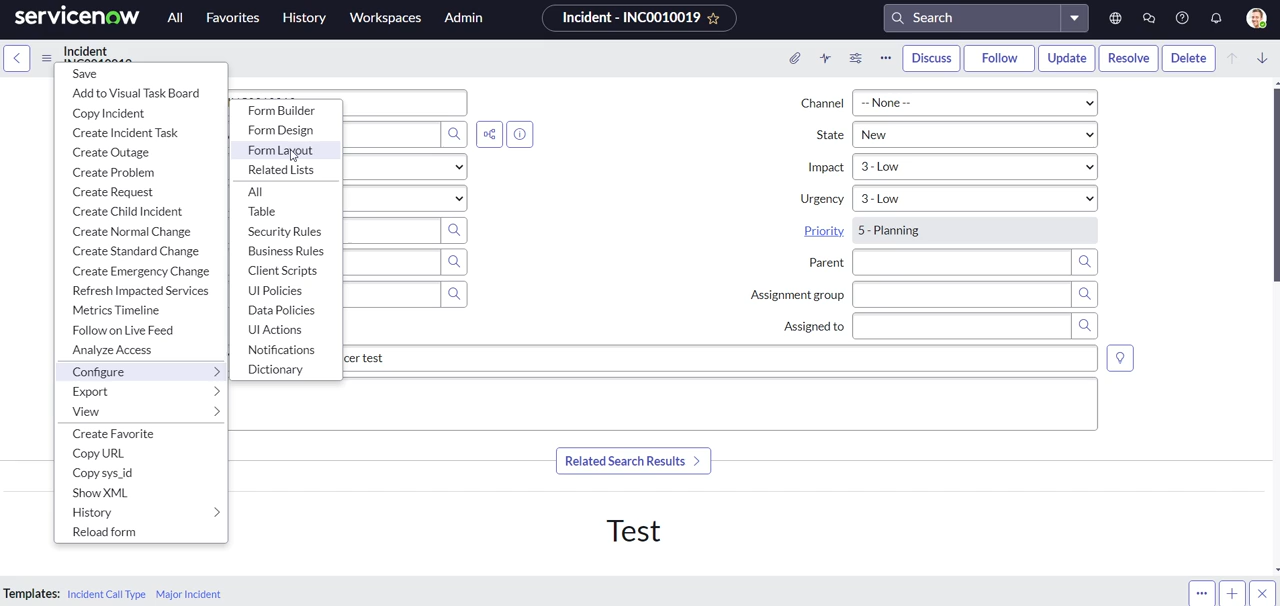 servicenow All Favorites History Workspaces Admin Incident - INC0010019 Search
Incident
Discuss Follow Update Resolve Delete
Save
Add to Visual Task Board
Copy Incident
Create Incident Task
Create Outage
Create Problem
Create Request
Create Child Incident
Create Normal Change
Create Standard Change
Create Emergency Change
Refresh Impacted Services
Metrics Timeline
Follow on Live Feed
Analyze Access
Configure
Export
View
Create Favorite
Copy URL
Copy sys_id
Show XML
History
Reload form
Form Builder
Form Design
Form Layout
Related Lists
All
Table
Security Rules
Business Rules
Client Scripts
UI Policies
Data Policies
UI Actions
Notifications
Dictionary
Channel -- None --
State New
Impact 3 - Low
Urgency 3 - Low
Priority 5 - Planning
Parent
Assignment group
Assigned to
test
Related Search Results
Test
Templates: Incident Call Type Major Incident